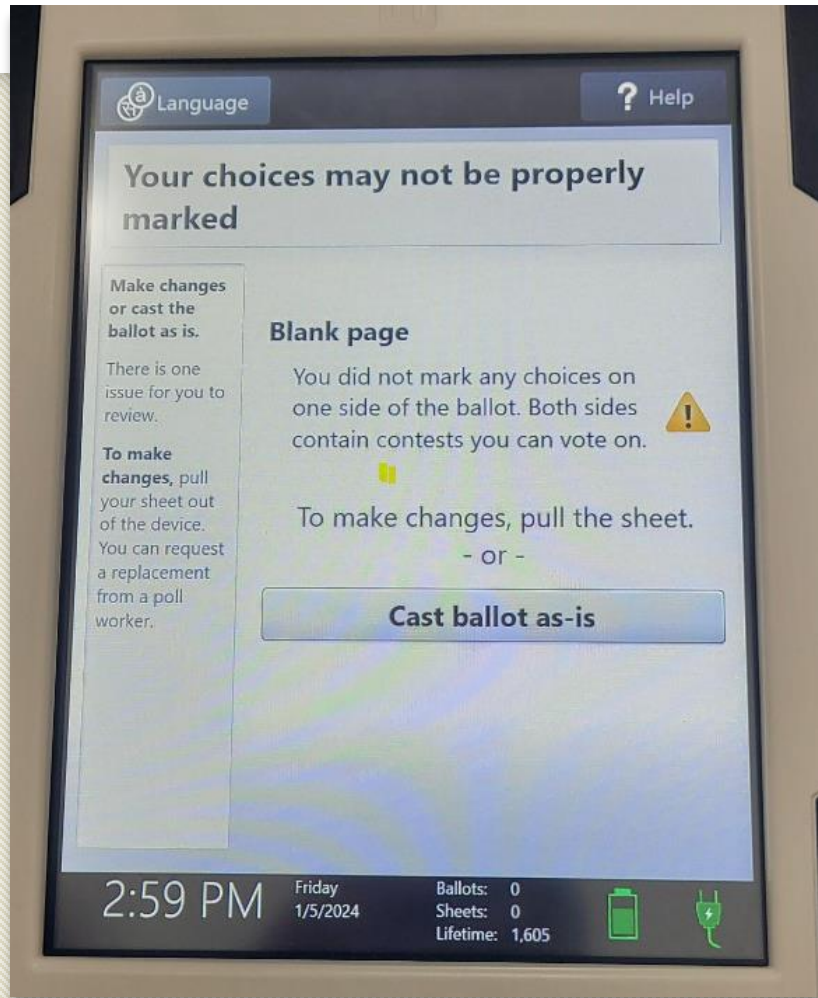 Language
? Help
Your choices may not be properly
marked
Make changes
or cast the
ballot as is.
There is one
issue for you to
review.
To make
changes, pull
your sheet out
of the device.
You can request
a replacement
from a poll
worker.
Blank page
You did not mark any choices on
one side of the ballot. Both sides
contain contests you can vote on.
To make changes, pull the sheet.
- or -
Cast ballot as-is
2:59 PM
Friday
1/5/2024
Ballots: 0
Sheets: 0
Lifetime: 1,605